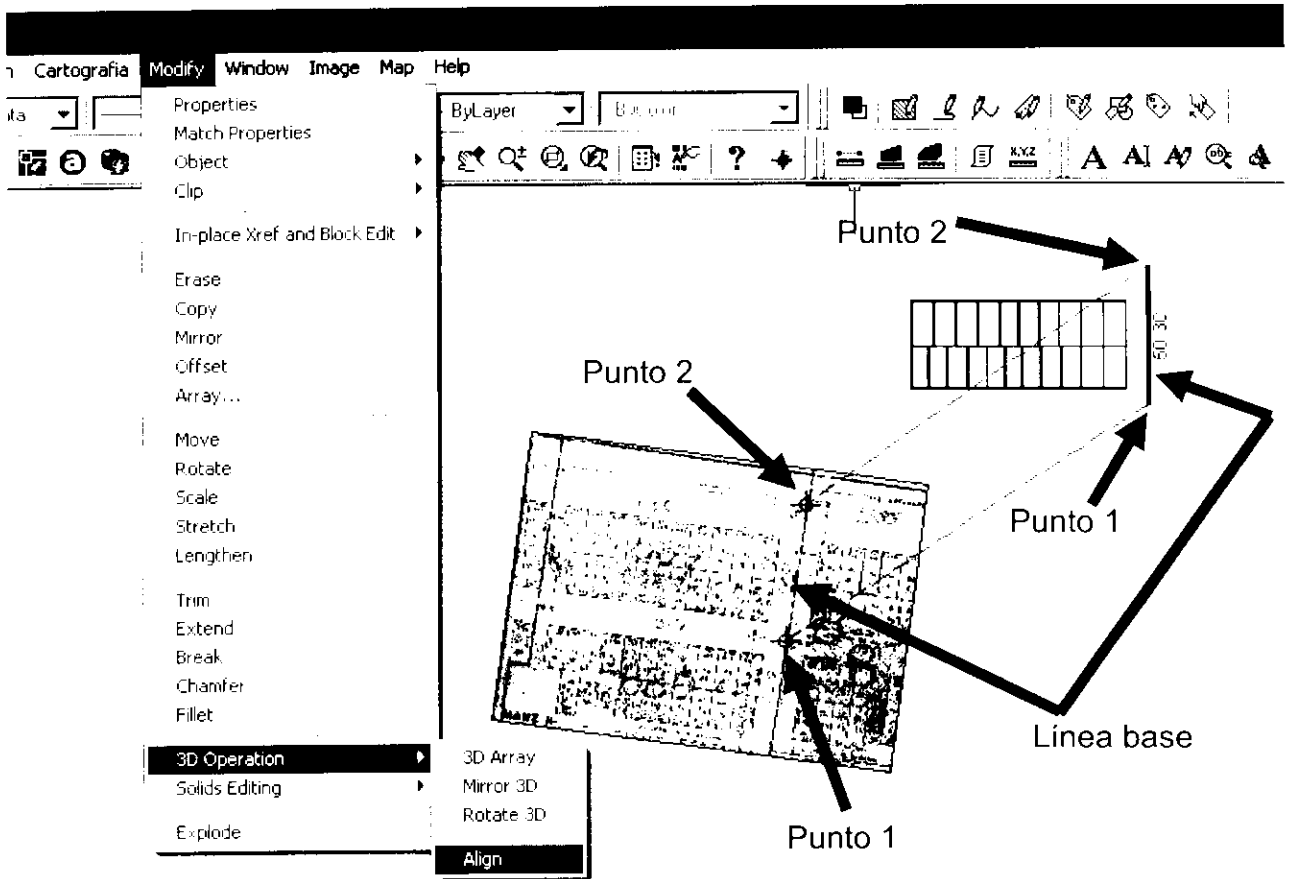 Cartografia Modify Window Image Map Help
ByLayer
Properties
Match Properties
Object
Clip
In-place Xref and Block Edit
Erase
Copy
Mirror
Offset
Array...
Move
Rotate
Scale
Stretch
Lengthen
Trim
Extend
Break
Chamfer
Fillet
3D Operation
Solids Editing
Explode
3D Array
Mirror 3D
Rotate 3D
Align
? X,Y,Z A AI A
Punto 2
Punto 2
Punto 1
Línea base
Punto 1